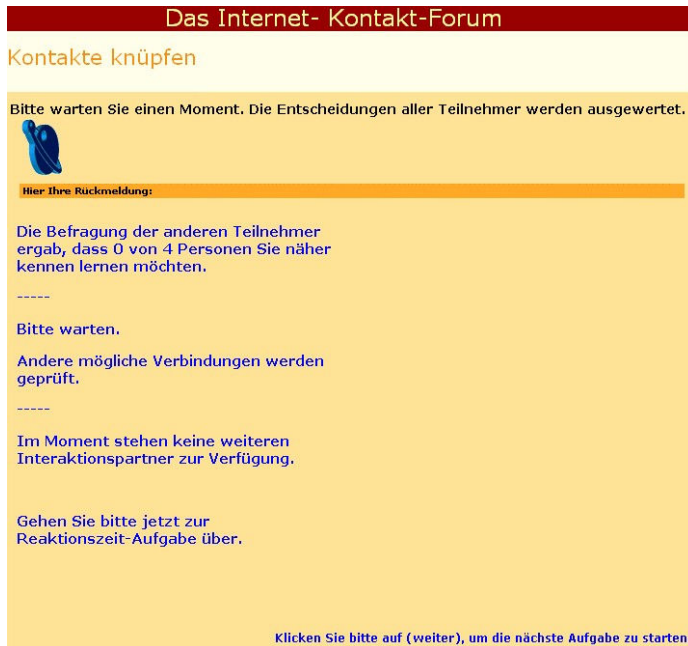 Das Internet- Kontakt-Forum
Kontakte knüpfen
Bitte warten Sie einen Moment. Die Entscheidungen aller Teilnehmer werden ausgewertet.
Hier Ihre Rückmeldung:
Die Befragung der anderen Teilnehmer
ergab, dass 0 von 4 Personen Sie näher
kennen lernen möchten.
-----
Bitte warten.
Andere mögliche Verbindungen werden
geprüft.
-----
Im Moment stehen keine weiteren
Interaktionspartner zur Verfügung.
Gehen Sie bitte jetzt zur
Reaktionszeit-Aufgabe über.
Klicken Sie bitte auf (weiter), um die nächste Aufgabe zu starten